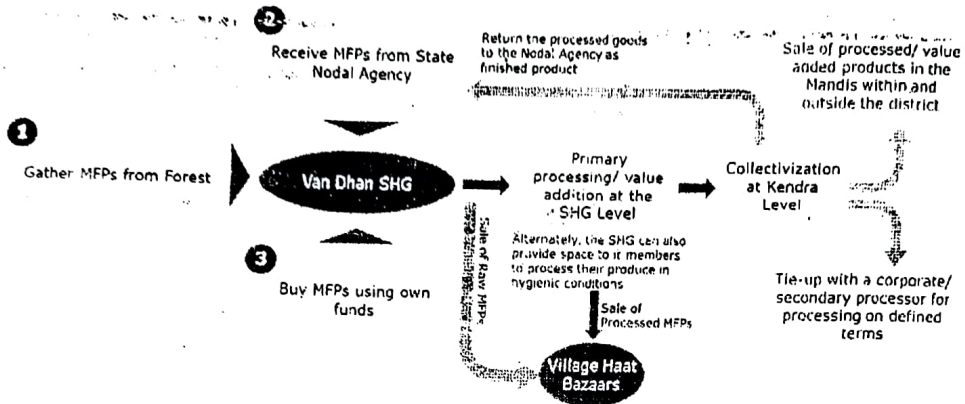 2
Receive MFPs from State
Nodal Agency
Return the processed goods
to the Nodal Agency as
finished product
Sale of processed/ value
added products in the
Mandis within and
outside the district
1
Gather MFPs from Forest
Van Dhan SHG
Primary
processing/ value
addition at the
SHG Level
Collectivization
at Kendra
Level
3
Buy MFPs using own
funds
Sale of Raw MFPs
Alternately, the SHG can also
provide space to it members
to process their produce in
hygienic conditions
Sale of
Processed MFPs
Village Haat
Bazaars
Tie-up with a corporate/
secondary processor for
processing on defined
terms